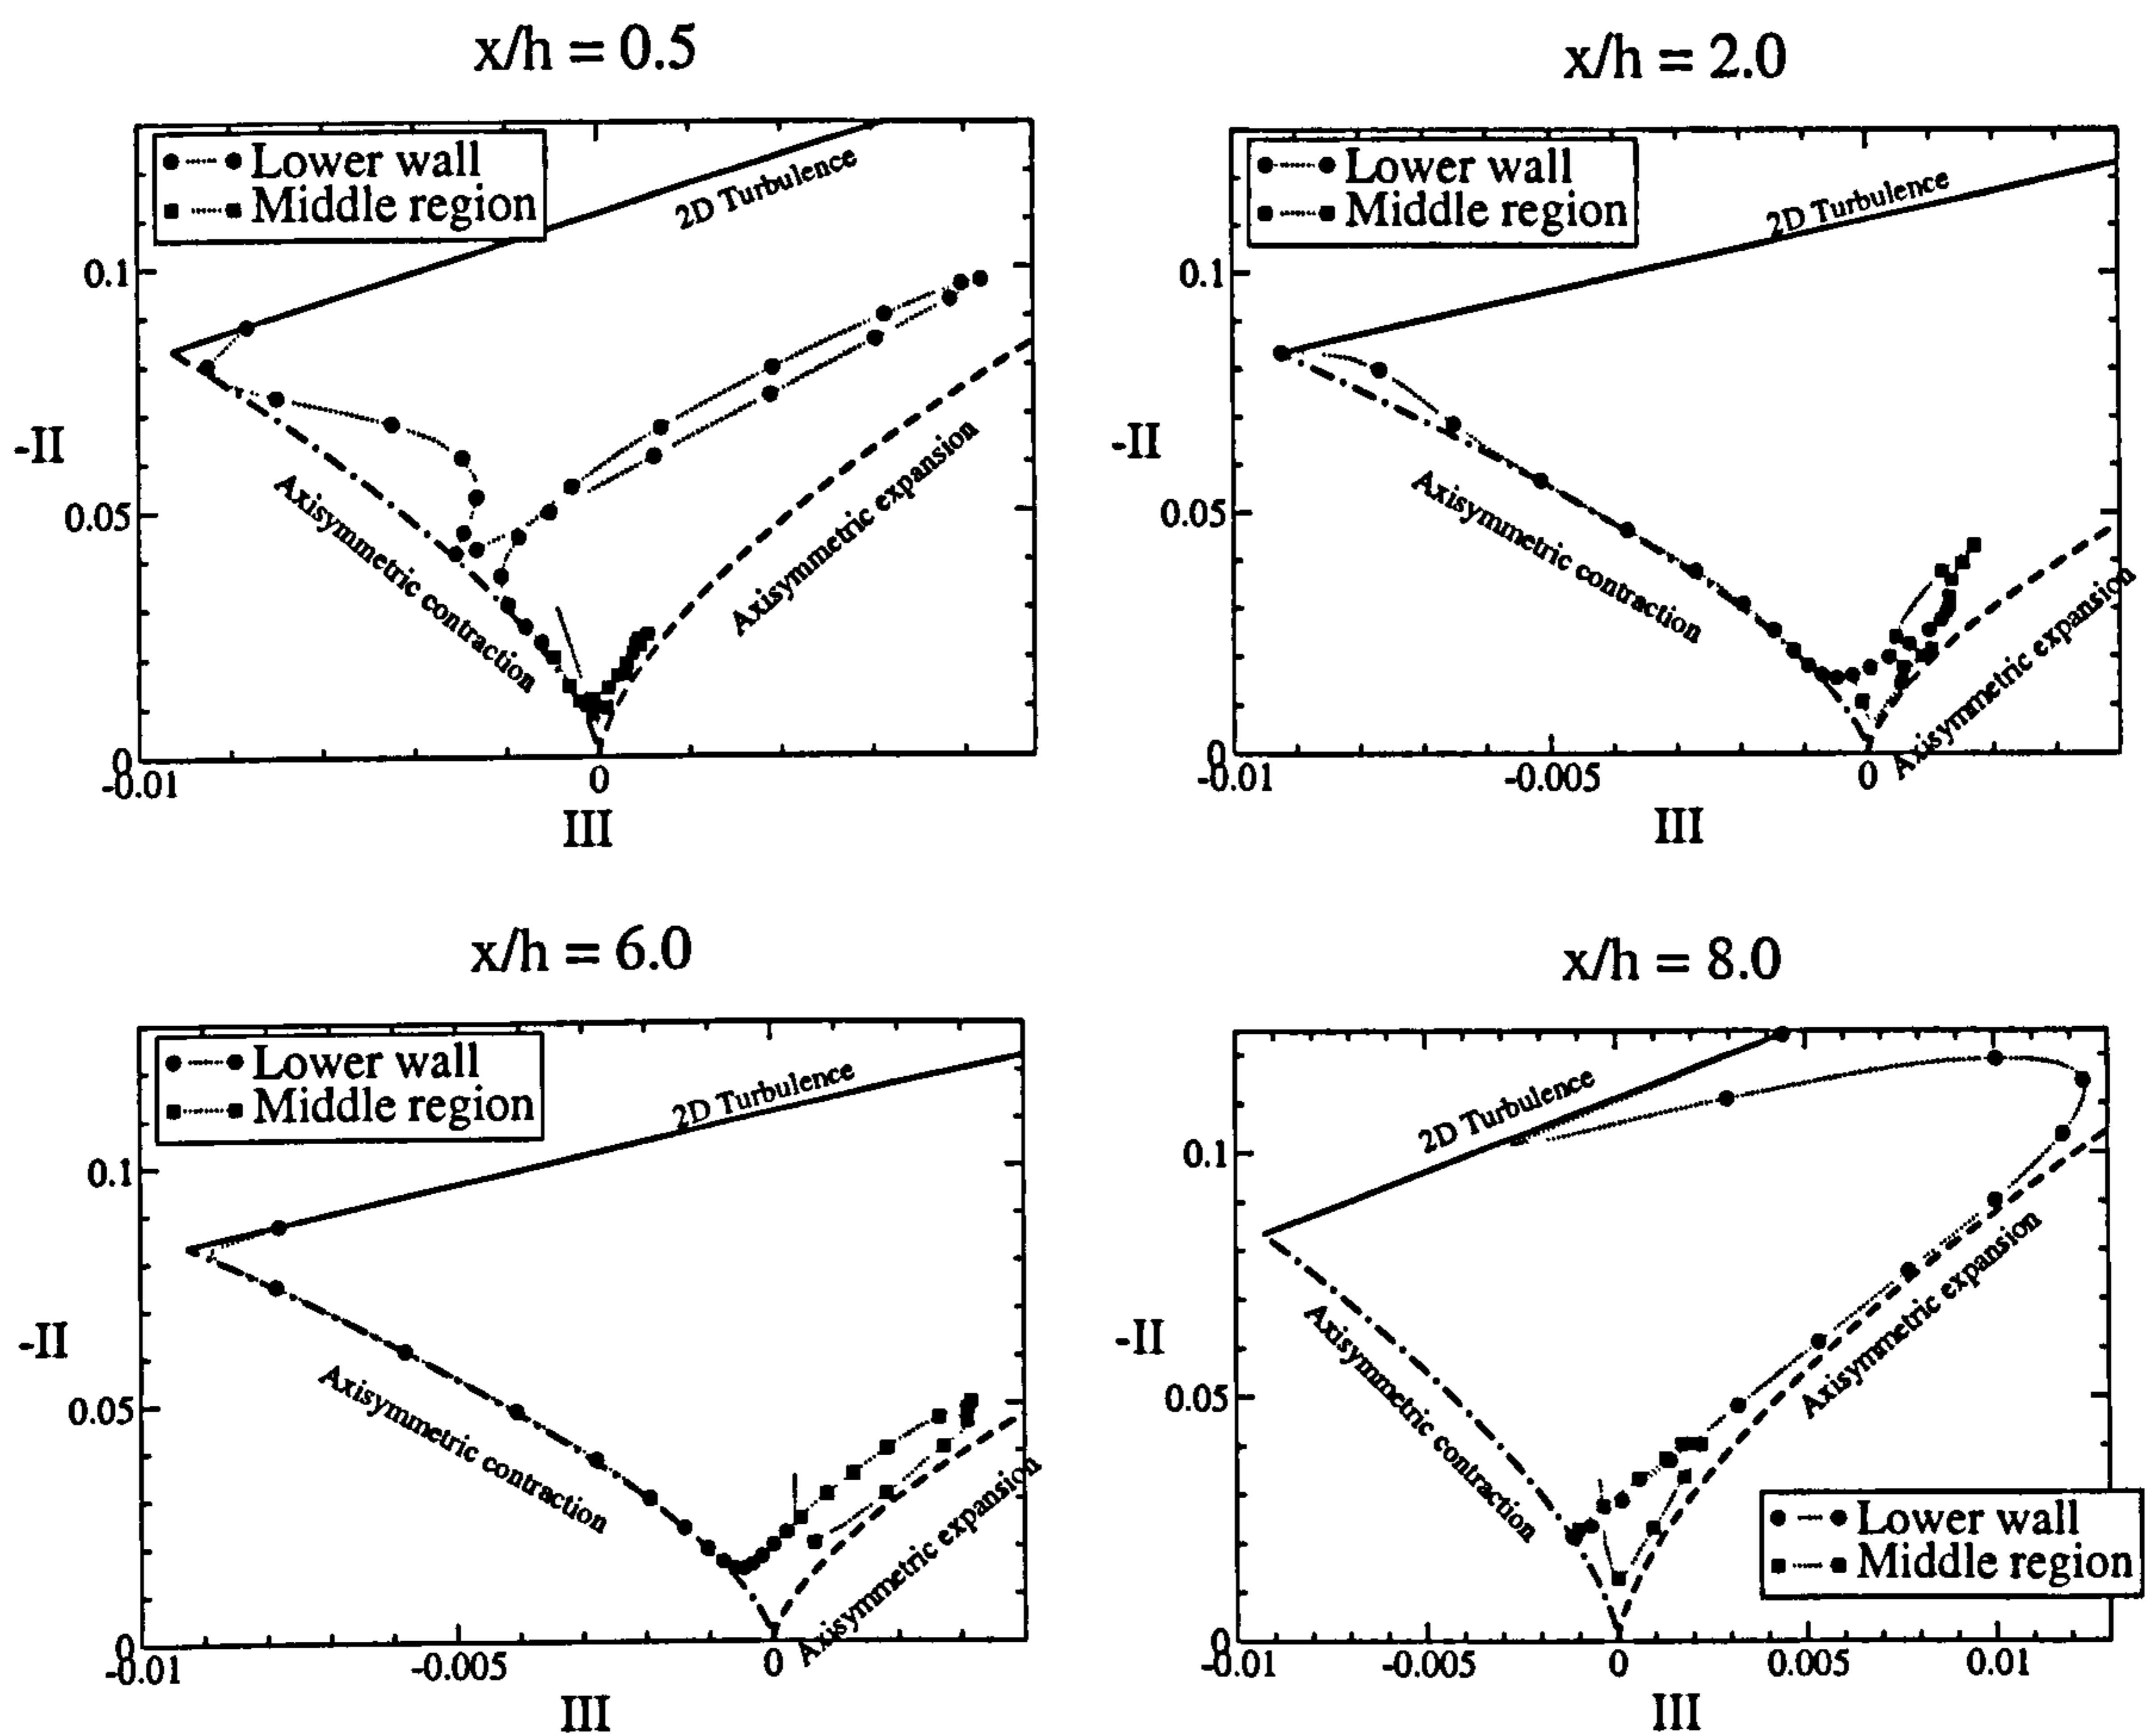 x/h = 0.5
Lower wall
Middle region
2D Turbulence
0.1
-II
0.05
Axisymmetric contraction
Axisymmetric expansion
0
-0.01
0
III
x/h = 2.0
Lower wall
Middle region
2D Turbulence
0.1
-II
0.05
Axisymmetric contraction
Axisymmetric expansion
0
-0.01
-0.005
0
III
x/h = 6.0
Lower wall
Middle region
2D Turbulence
0.1
-II
0.05
Axisymmetric contraction
Axisymmetric expansion
0
-0.01
-0.005
0
III
x/h = 8.0
2D Turbulence
0.1
-II
0.05
Axisymmetric contraction
Axisymmetric expansion
Lower wall
Middle region
0
-0.01
-0.005
0
0.005
0.01
III